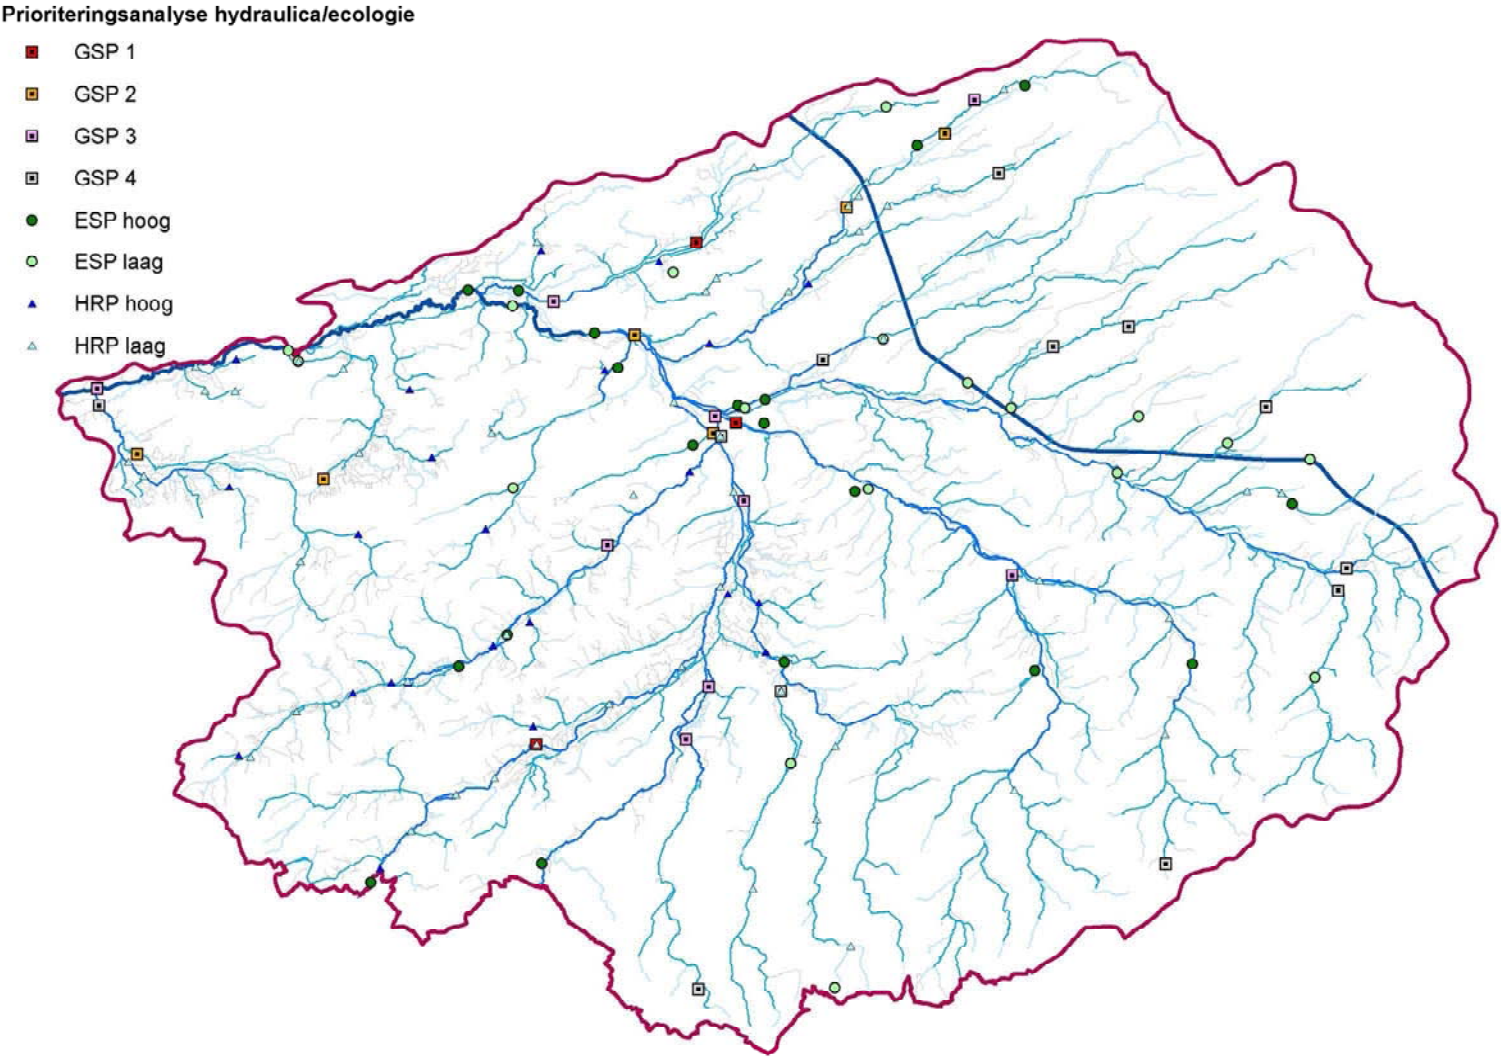 Prioriteringsanalyse hydraulica/ecologie
GSP 1
GSP 2
GSP 3
GSP 4
ESP hoog
ESP laag
HRP hoog
HRP laag